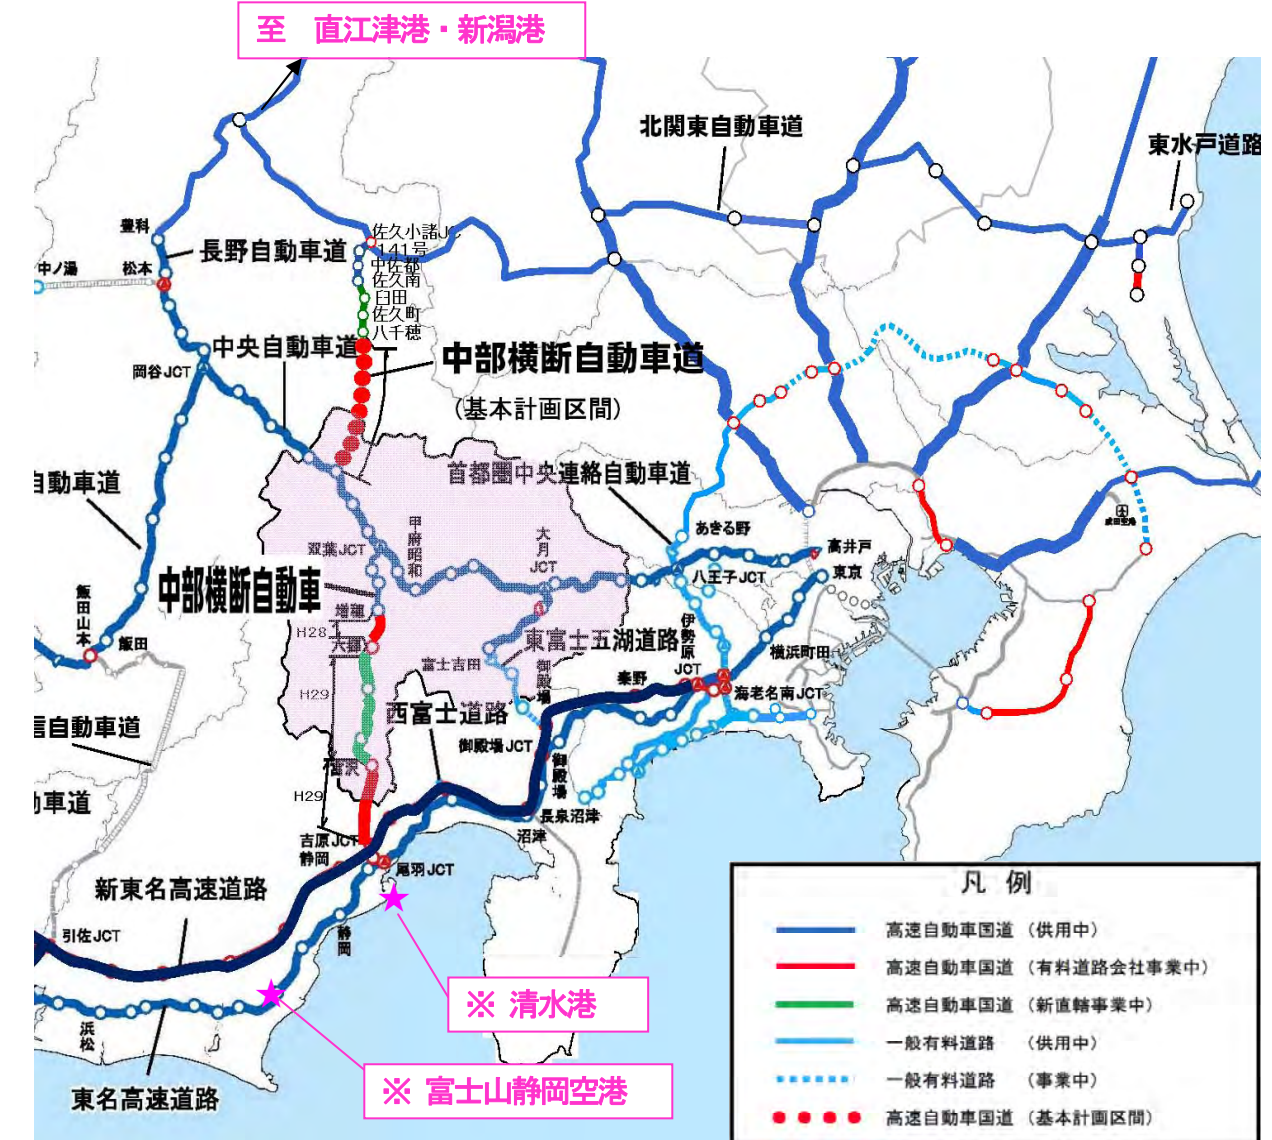 至　直江津港・新潟港
北関東自動車道
東水戸道路
豊科
長野自動車道
佐久小諸JC
141号
中佐都
佐久南
臼田
佐久町
八千穂
中ノ湯
松本
中央自動車道
岡谷JCT
中部横断自動車道
(基本計画区間)
首都圏中央連絡自動車道
自動車道
あきる野
高井戸
東京
八王子JCT
成田空港
双葉JCT
甲府昭和
大月JCT
中部横断自動車
増穂
H28
六郷
飯田山本
飯田
H29
富士吉田
東富士五湖道路
御殿場
伊勢原JCT
横浜町田
秦野
海老名南JCT
西富士道路
御殿場JCT
御殿場
信自動車道
富沢
H29
動車道
長泉沼津
沼津
吉原JCT
静岡
尾羽JCT
新東名高速道路
引佐JCT
静岡
浜松
東名高速道路
※ 清水港
※ 富士山静岡空港
凡 例
高速自動車国道 （供用中）
高速自動車国道 （有料道路会社事業中）
高速自動車国道 （新直轄事業中）
一般有料道路 （供用中）
一般有料道路 （事業中）
高速自動車国道 （基本計画区間）